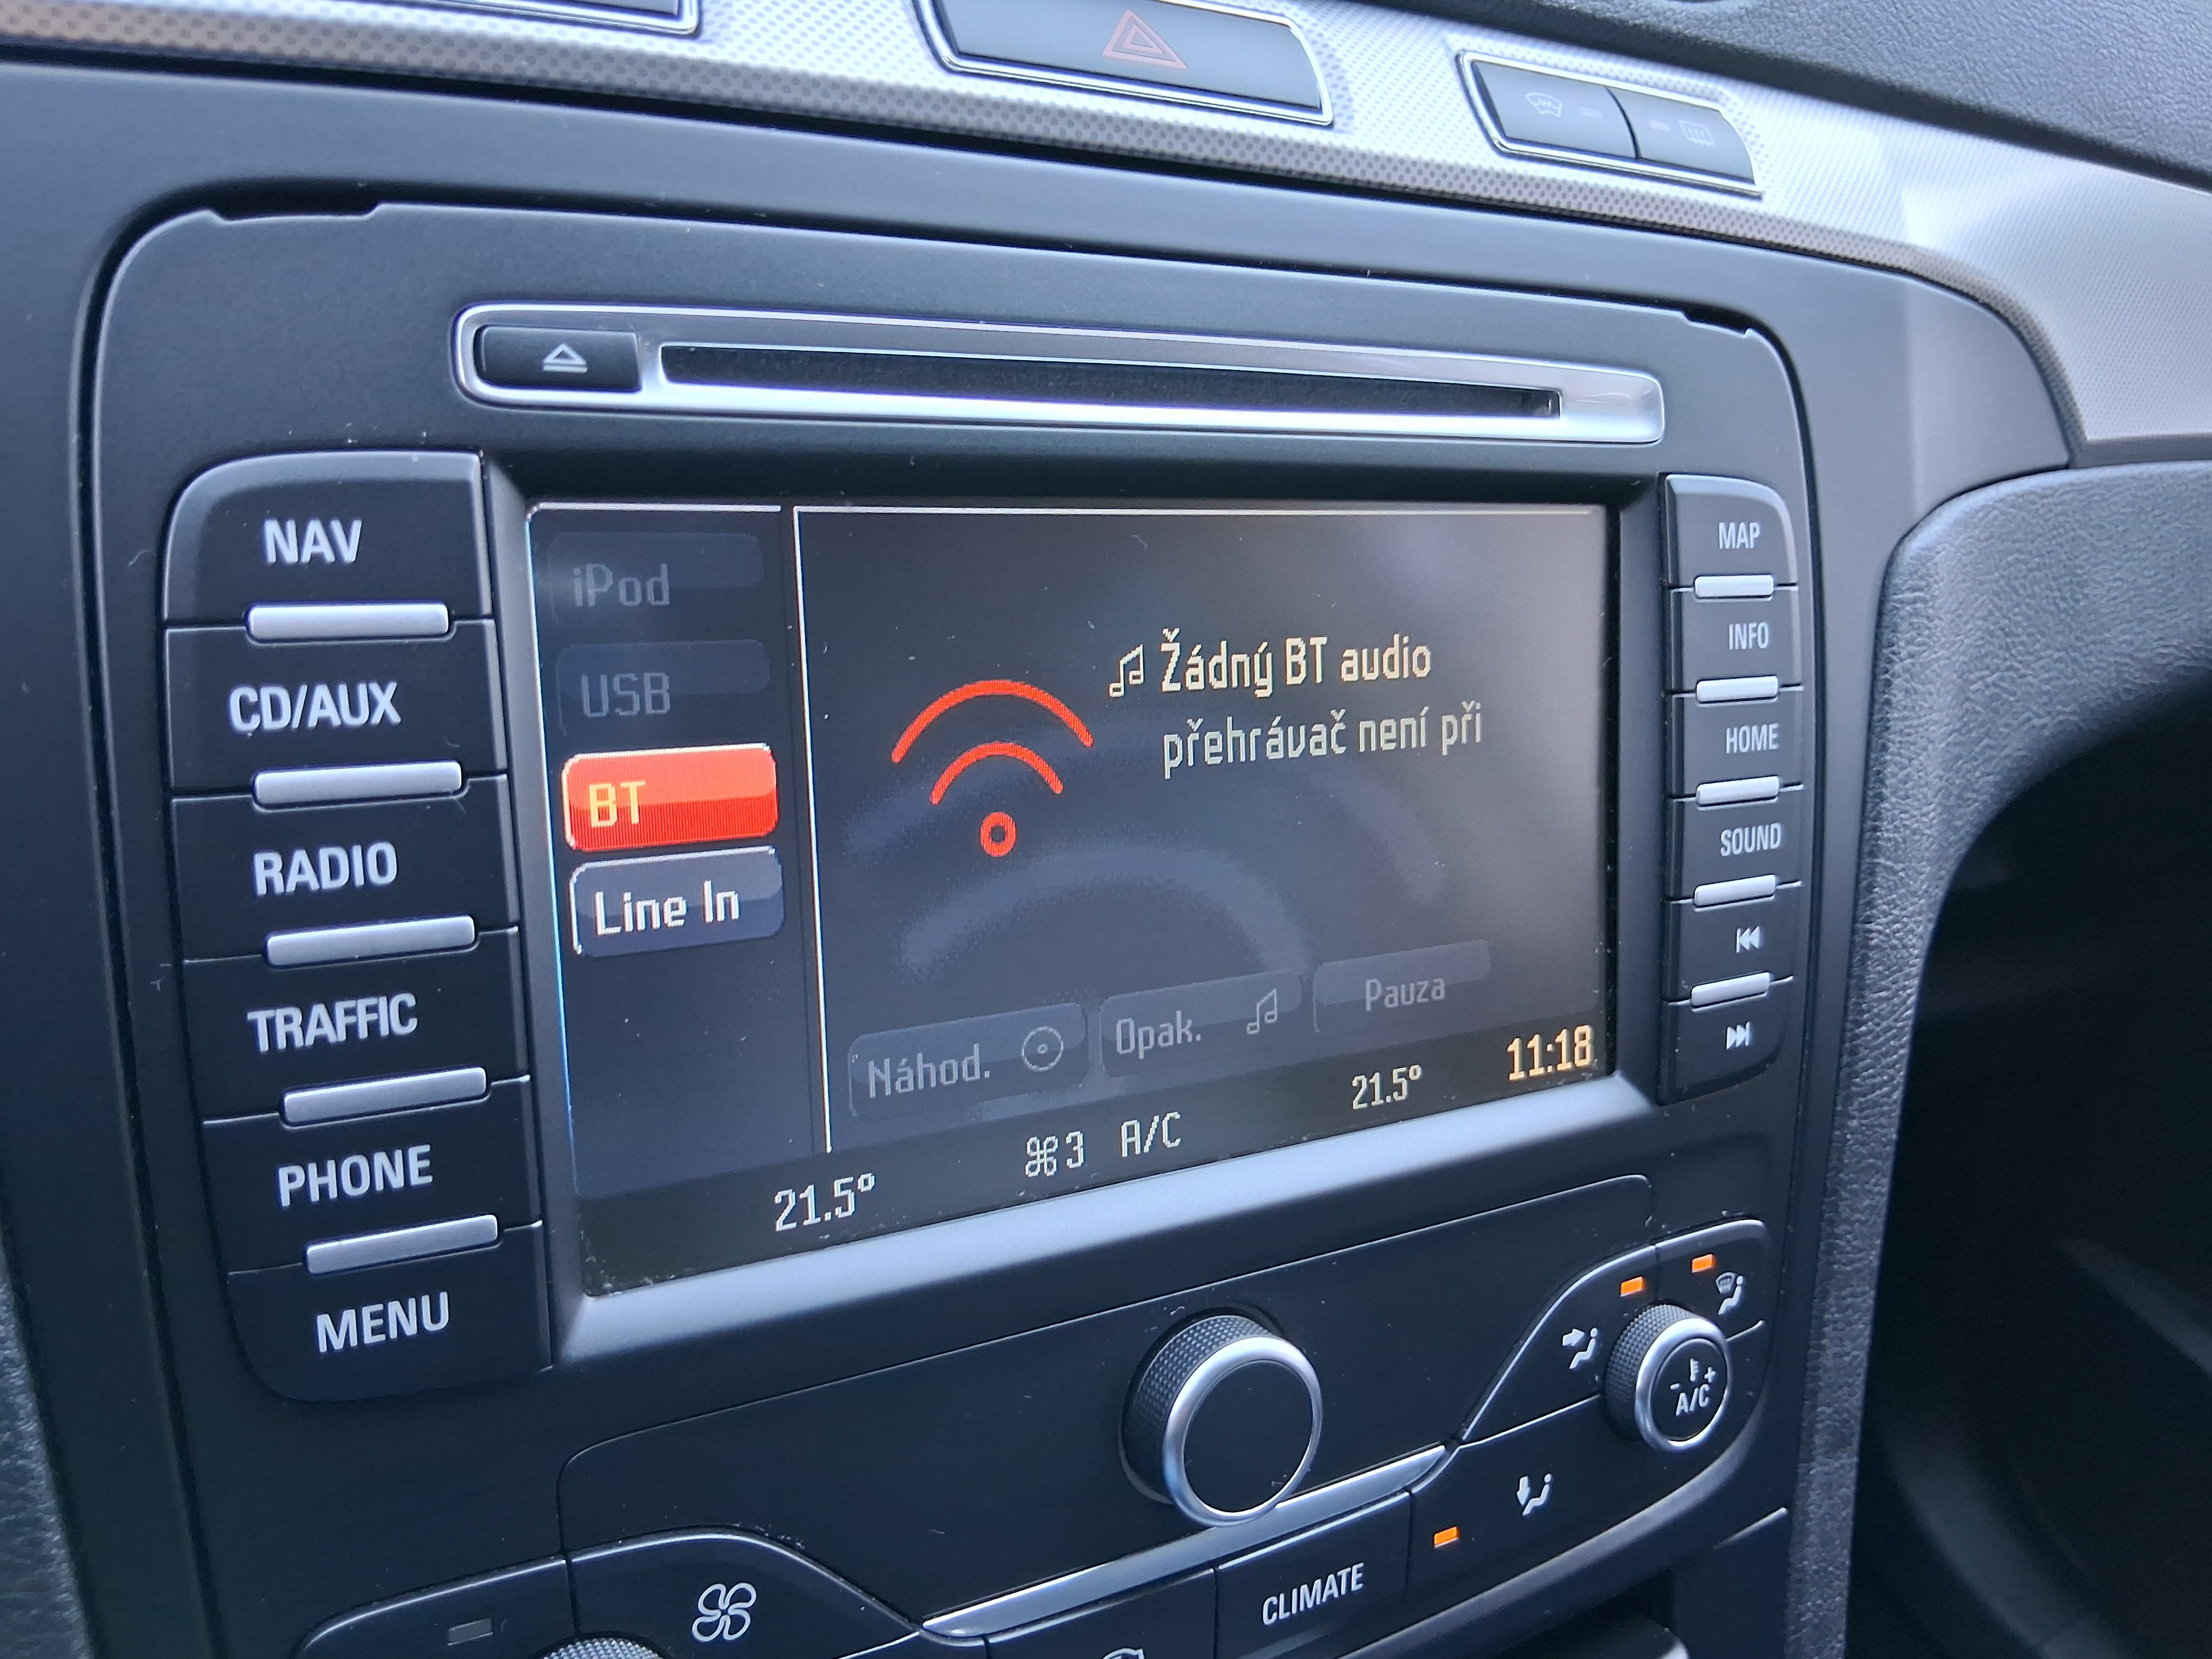 NAV
CD/AUX
RADIO
TRAFFIC
PHONE
MENU
iPod
USB
BT
Line In
Žádný BT audio
přehrávač není při
Náhod.
Opak.
Pauza
21.5°
3 A/C
21.5°
11:18
MAP
INFO
HOME
SOUND
- +
A/C
CLIMATE